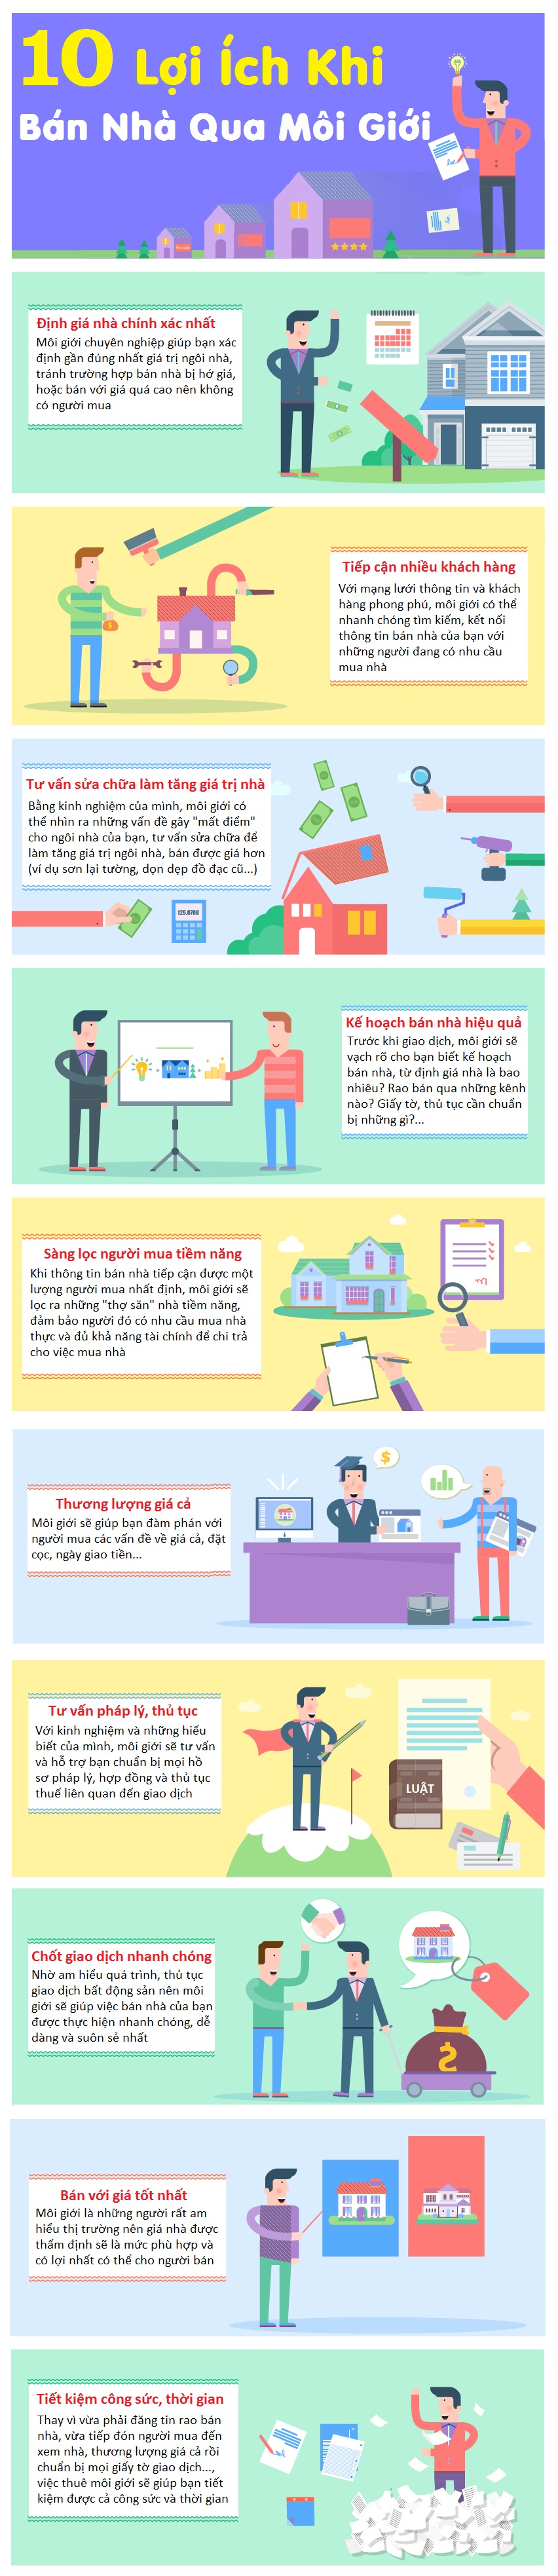 10 Lợi Ích Khi
Bán Nhà Qua Môi Giới
Định giá nhà chính xác nhất
Môi giới chuyên nghiệp giúp bạn xác
định gần đúng nhất giá trị ngôi nhà,
tránh trường hợp bán nhà bị hớ giá,
hoặc bán với giá quá cao nên không
có người mua
Tiếp cận nhiều khách hàng
Với mạng lưới thông tin và khách
hàng phong phú, môi giới có thể
nhanh chóng tìm kiếm, kết nối
thông tin bán nhà của bạn với
những người đang có nhu cầu
mua nhà
Tư vấn sửa chữa làm tăng giá trị nhà
Bằng kinh nghiệm của mình, môi giới có
thể nhìn ra những vấn đề gây "mất điểm"
cho ngôi nhà của bạn, tư vấn sửa chữa để
làm tăng giá trị ngôi nhà, bán được giá hơn
(ví dụ sơn lại tường, dọn dẹp đồ đạc cũ...)
Kế hoạch bán nhà hiệu quả
Trước khi giao dịch, môi giới sẽ
vạch rõ cho bạn biết kế hoạch
bán nhà, từ định giá nhà là bao
nhiêu? Rao bán qua những kênh
nào? Giấy tờ, thủ tục cần chuẩn
bị những gì?...
Sàng lọc người mua tiềm năng
Khi thông tin bán nhà tiếp cận được một
lượng người mua nhất định, môi giới sẽ
lọc ra những "thợ săn" nhà tiềm năng,
đảm bảo người đó có nhu cầu mua nhà
thực và đủ khả năng tài chính để chi trả
cho việc mua nhà
Thương lượng giá cả
Môi giới sẽ giúp bạn đàm phán với
người mua các vấn đề về giá cả, đặt
cọc, ngày giao tiền...
$
Tư vấn pháp lý, thủ tục
Với kinh nghiệm và những hiểu
biết của mình, môi giới sẽ tư vấn
và hỗ trợ bạn chuẩn bị mọi hồ
sơ pháp lý, hợp đồng và thủ tục
thuế liên quan đến giao dịch
LUẬT
Chốt giao dịch nhanh chóng
Nhờ am hiểu quá trình, thủ tục
giao dịch bất động sản nên môi
giới sẽ giúp việc bán nhà của bạn
được thực hiện nhanh chóng, dễ
dàng và suôn sẻ nhất
Bán với giá tốt nhất
Môi giới là những người rất am
hiểu thị trường nên giá nhà được
thẩm định sẽ là mức phù hợp và
có lợi nhất có thể cho người bán
Tiết kiệm công sức, thời gian
Thay vì vừa phải đăng tin rao bán
nhà, vừa tiếp đón người mua đến
xem nhà, thương lượng giá cả rồi
chuẩn bị mọi giấy tờ giao dịch...,
việc thuê môi giới sẽ giúp bạn tiết
kiệm được cả công sức và thời gian